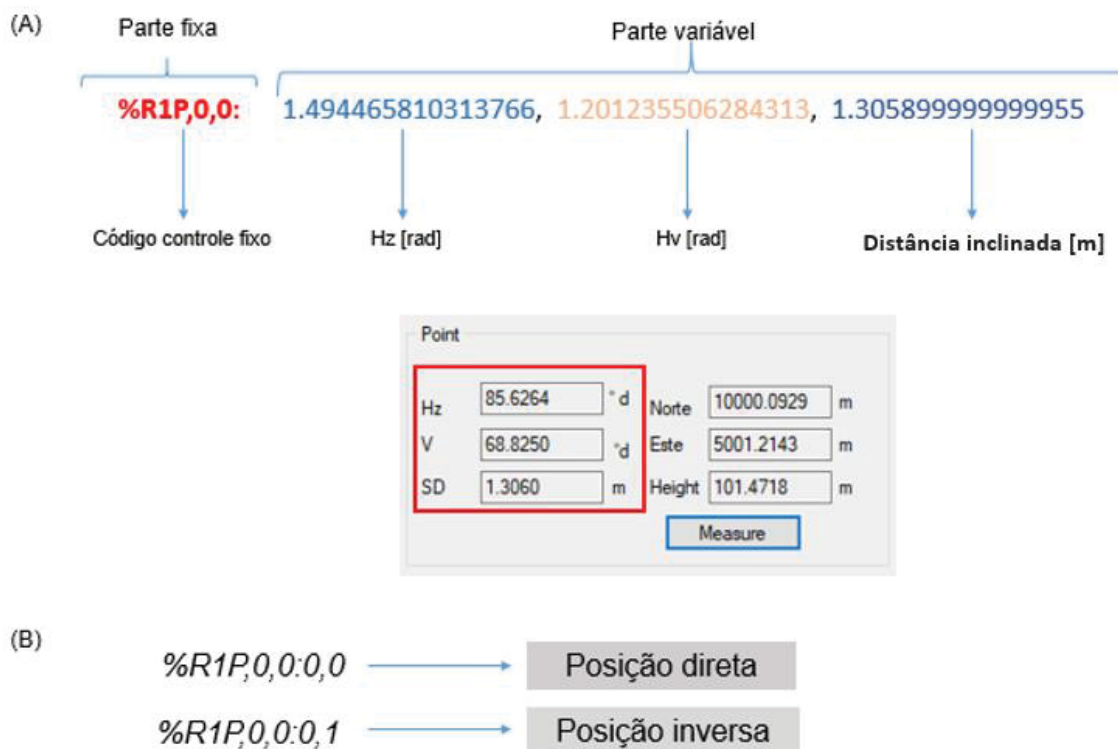 (A)
Parte fixa
Parte variável
%R1P,0,0: 1.494465810313766, 1.201235506284313, 1.305899999999955
Código controle fixo
Hz [rad]
Hv [rad]
Distância inclinada [m]
Point
Hz 85.6264 °d Norte 10000.0929 m
V 68.8250 °d Este 5001.2143 m
SD 1.3060 m Height 101.4718 m
Measure
(B)
%R1P,0,0:0,0 Posição direta
%R1P,0,0:0,1 Posição inversa